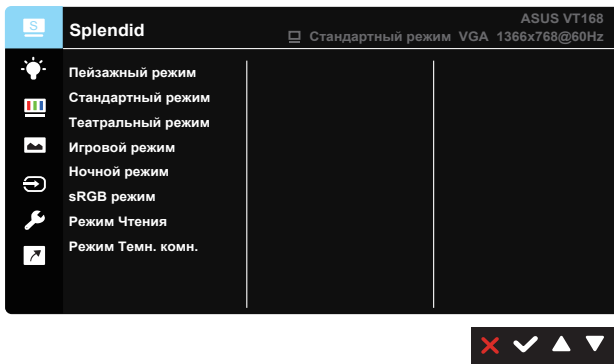 S
Splendid
ASUS VT168
Стандартный режим VGA 1366x768@60Hz
Пейзажный режим
Стандартный режим
Театральный режим
Игровой режим
Ночной режим
sRGB режим
Режим Чтения
Режим Темн. комн.